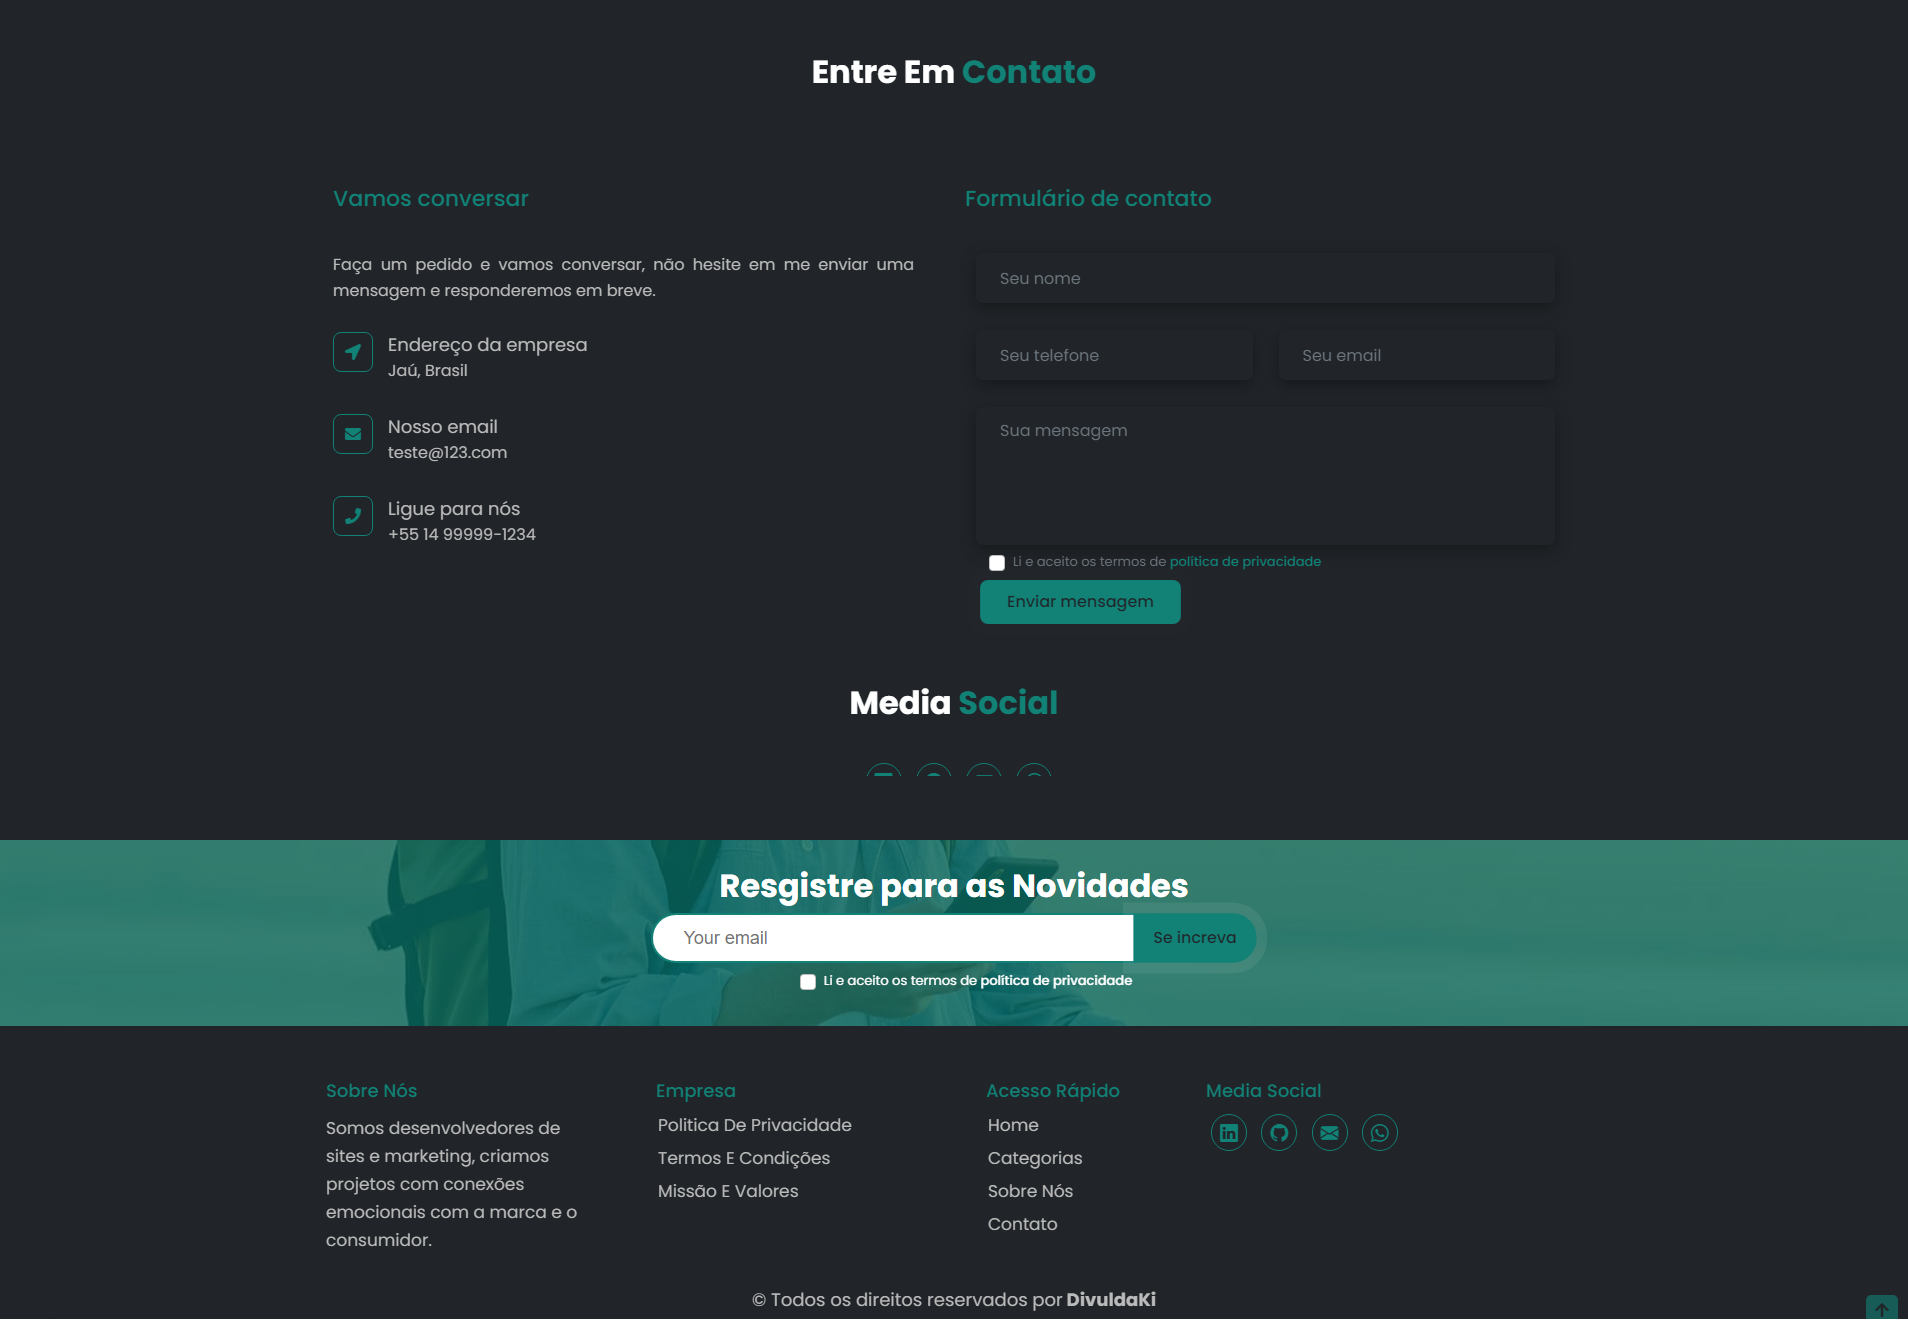 Entre Em Contato
Vamos conversar
Faça um pedido e vamos conversar, não hesite em me enviar uma
mensagem e responderemos em breve.
Endereço da empresa
Jaú, Brasil
Nosso email
teste@123.com
Ligue para nós
+55 14 99999-1234
Formulário de contato
Seu nome
Seu telefone
Seu email
Sua mensagem
Li e aceito os termos de política de privacidade
Enviar mensagem
Media Social
Resgistre para as Novidades
Your email
Se increva
Li e aceito os termos de política de privacidade
Sobre Nós
Somos desenvolvedores de
sites e marketing, criamos
projetos com conexões
emocionais com a marca e o
consumidor.
Empresa
Politica De Privacidade
Termos E Condições
Missão E Valores
Acesso Rápido
Home
Categorias
Sobre Nós
Contato
Media Social
© Todos os direitos reservados por DivuldaKi